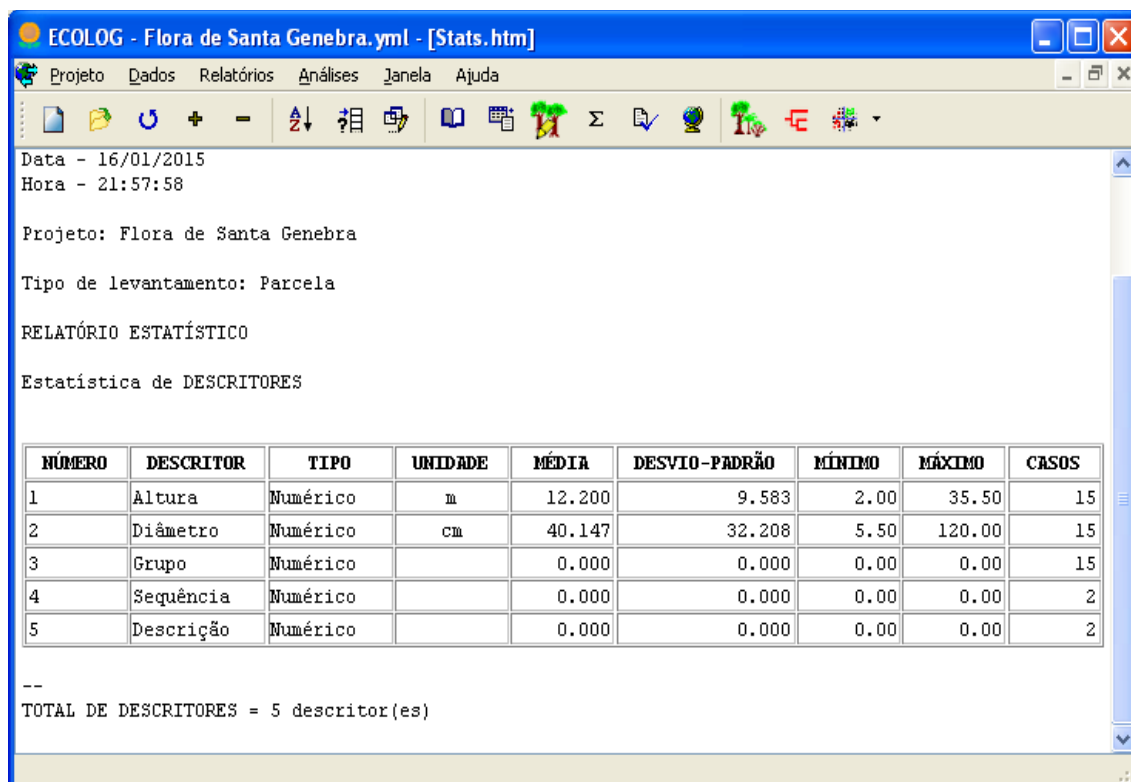 ECOLOG - Flora de Santa Genebra.yml - [Stats.htm]
Projeto Dados Relatórios Análises Janela Ajuda
Data - 16/01/2015
Hora - 21:57:58
Projeto: Flora de Santa Genebra
Tipo de levantamento: Parcela
RELATÓRIO ESTATÍSTICO
Estatística de DESCRITORES
NÚMERO DESCRITOR TIPO UNIDADE MÉDIA DESVIO-PADRÃO MÍNIMO MÁXIMO CASOS
1 Altura Numérico m 12.200 9.583 2.00 35.50 15
2 Diâmetro Numérico cm 40.147 32.208 5.50 120.00 15
3 Grupo Numérico 0.000 0.000 0.00 0.00 15
4 Sequência Numérico 0.000 0.000 0.00 0.00 2
5 Descrição Numérico 0.000 0.000 0.00 0.00 2
--
TOTAL DE DESCRITORES = 5 descritor(es)